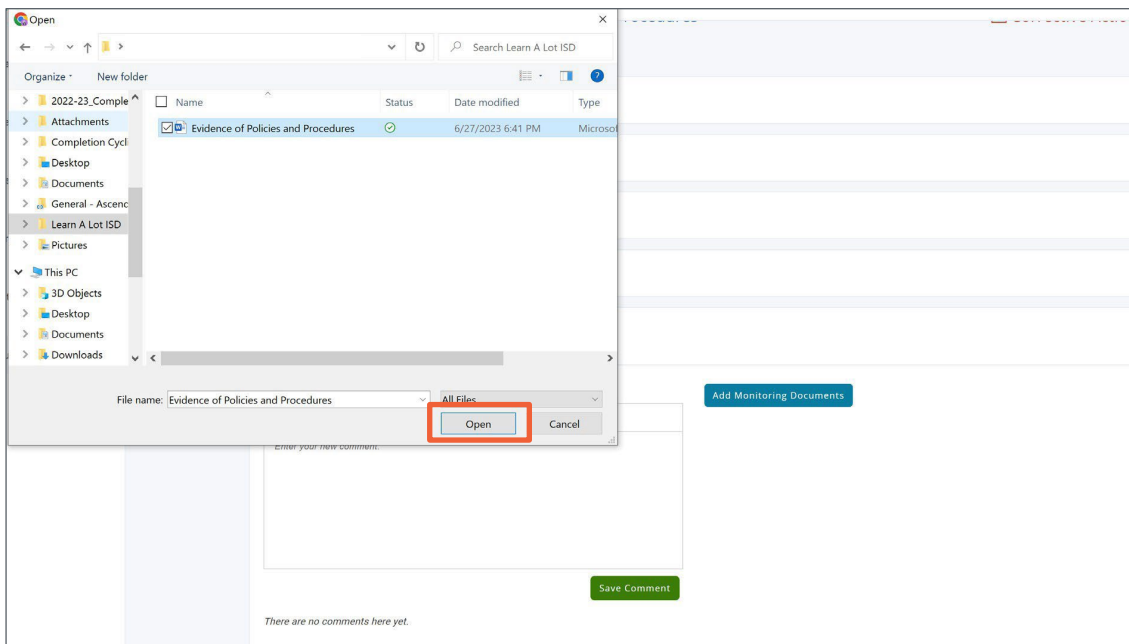 Open
Search Learn A Lot ISD
Organize
New folder
2022-23_Comple
Name
Status
Date modified
Type
Attachments
Evidence of Policies and Procedures
6/27/2023 6:41 PM
Microsof
Completion Cycl
Desktop
Documents
General - Ascenc
Learn A Lot ISD
Pictures
This PC
3D Objects
Desktop
Documents
Downloads
File name:
Evidence of Policies and Procedures
All Files
Open
Cancel
Add Monitoring Documents
Enter your new comment.
Save Comment
There are no comments here yet.